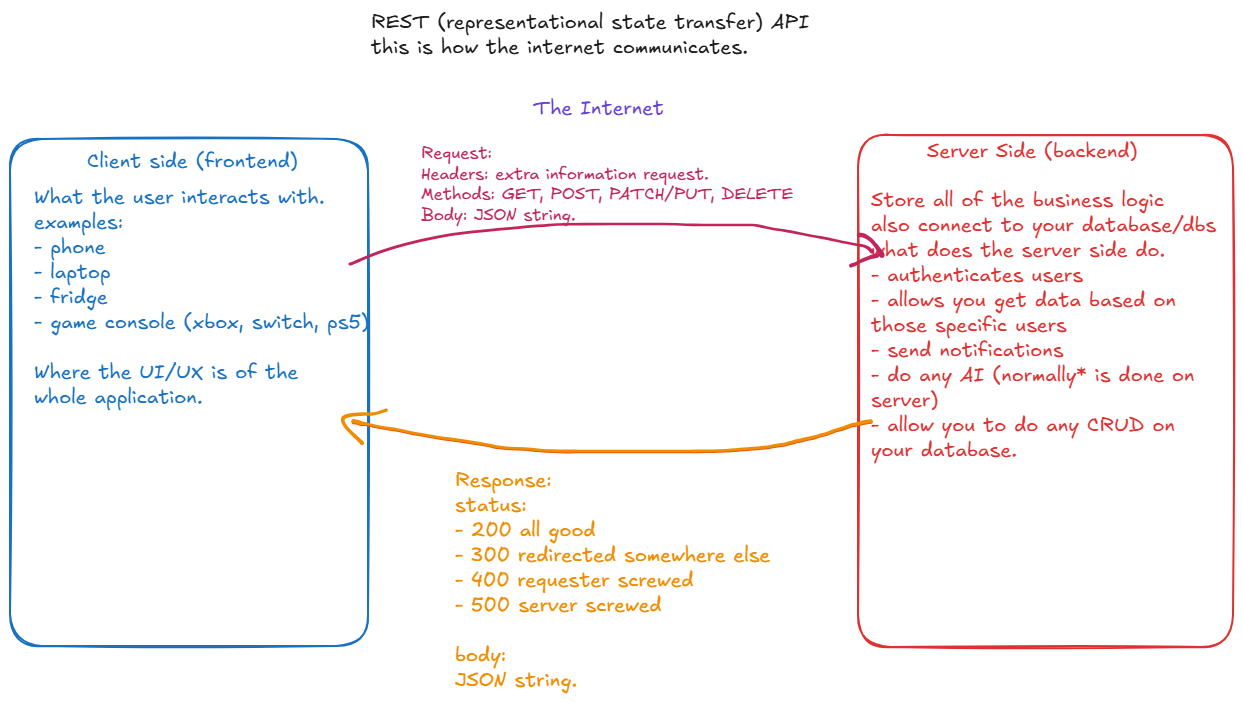 REST (representational state transfer) API
this is how the internet communicates.
The Internet
Client side (frontend)
What the user interacts with.
examples:
- phone
- laptop
- fridge
- game console (xbox, switch, ps5)
Where the UI/UX is of the
whole application.
Request:
Headers: extra information request.
Methods: GET, POST, PATCH/PUT, DELETE
Body: JSON string.
Server Side (backend)
Store all of the business logic
also connect to your database/dbs
what does the server side do.
- authenticates users
- allows you get data based on
those specific users
- send notifications
- do any AI (normally* is done on
server)
- allow you to do any CRUD on
your database.
Response:
status:
- 200 all good
- 300 redirected somewhere else
- 400 requester screwed
- 500 server screwed
body:
JSON string.